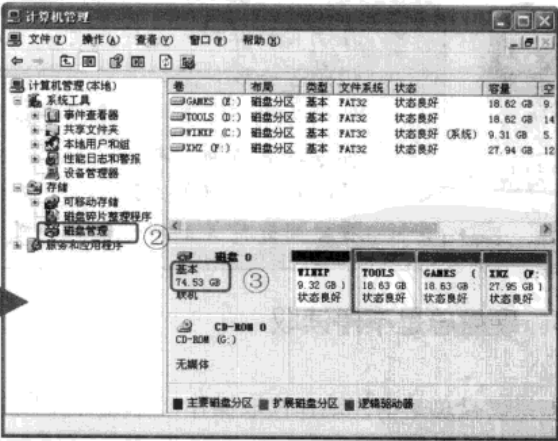 计算机管理
文件(F) 操作(A) 查看(V) 窗口(W) 帮助(H)
计算机管理(本地)
系统工具
事件查看器
共享文件夹
本地用户和组
性能日志和警报
设备管理器
存储
可移动存储
磁盘碎片整理程序
磁盘管理
服务和应用程序
②
卷 布局 类型 文件系统 状态 容量 空
GAMES (E:) 磁盘分区 基本 FAT32 状态良好 18.62 GB 9.
TOOLS (D:) 磁盘分区 基本 FAT32 状态良好 18.62 GB 14
WINXP (C:) 磁盘分区 基本 FAT32 状态良好 (系统) 9.31 GB 5.
XMZ (F:) 磁盘分区 基本 FAT32 状态良好 27.94 GB 12
磁盘 0
基本
74.53 GB
联机
③
WINXP
9.32 GB )
状态良好
TOOLS
18.63 GB
状态良好
GAMES (
18.63 GB
状态良好
XMZ (F:
27.95 GB )
状态良好
CD-ROM 0
CD-ROM (G:)
无媒体
主要磁盘分区 扩展磁盘分区 逻辑驱动器